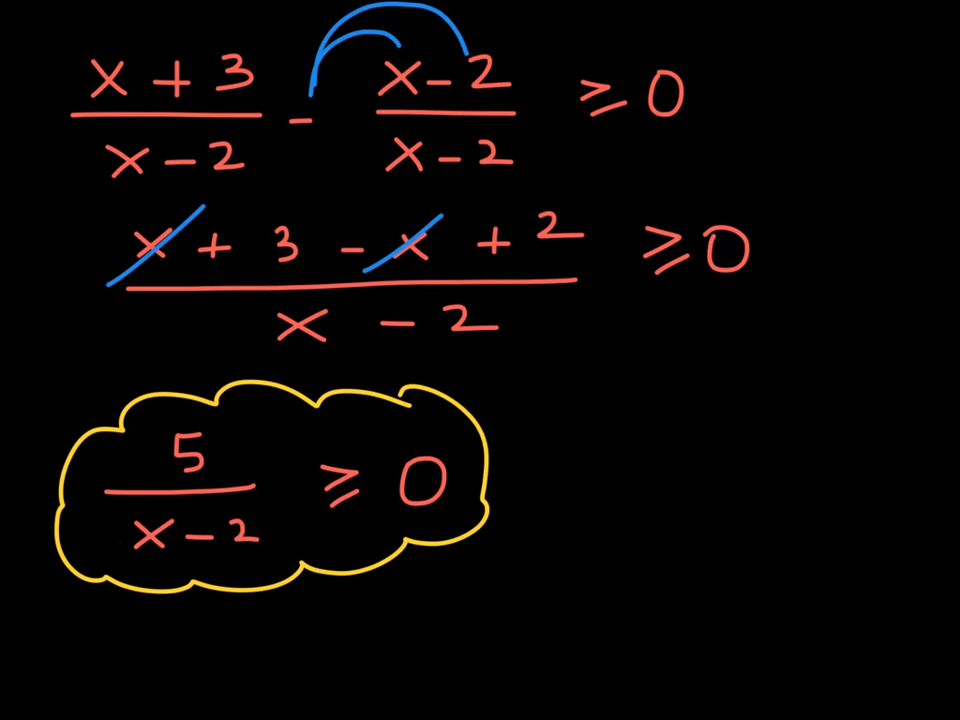 x + 3 / x - 2 - x - 2 / x - 2 ≥ 0
x + 3 - x + 2 / x - 2 ≥ 0
5 / x - 2 ≥ 0